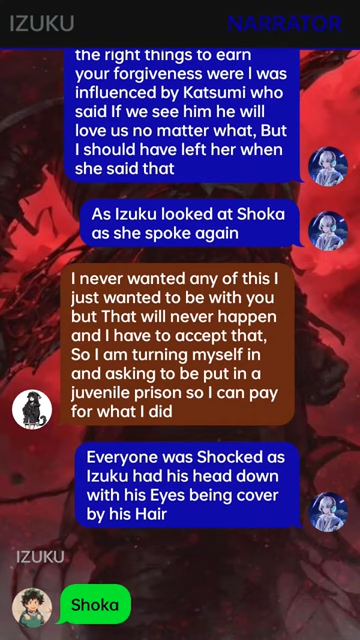 IZUKU
NARRATOR
the right things to earn
your forgiveness were I was
influenced by Katsumi who
said If we see him he will
love us no matter what, But
I should have left her when
she said that
As Izuku looked at Shoka
as she spoke again
I never wanted any of this I
just wanted to be with you
but That will never happen
and I have to accept that,
So I am turning myself in
and asking to be put in a
juvenile prison so I can pay
for what I did
Everyone was Shocked as
Izuku had his head down
with his Eyes being cover
by his Hair
IZUKU
Shoka